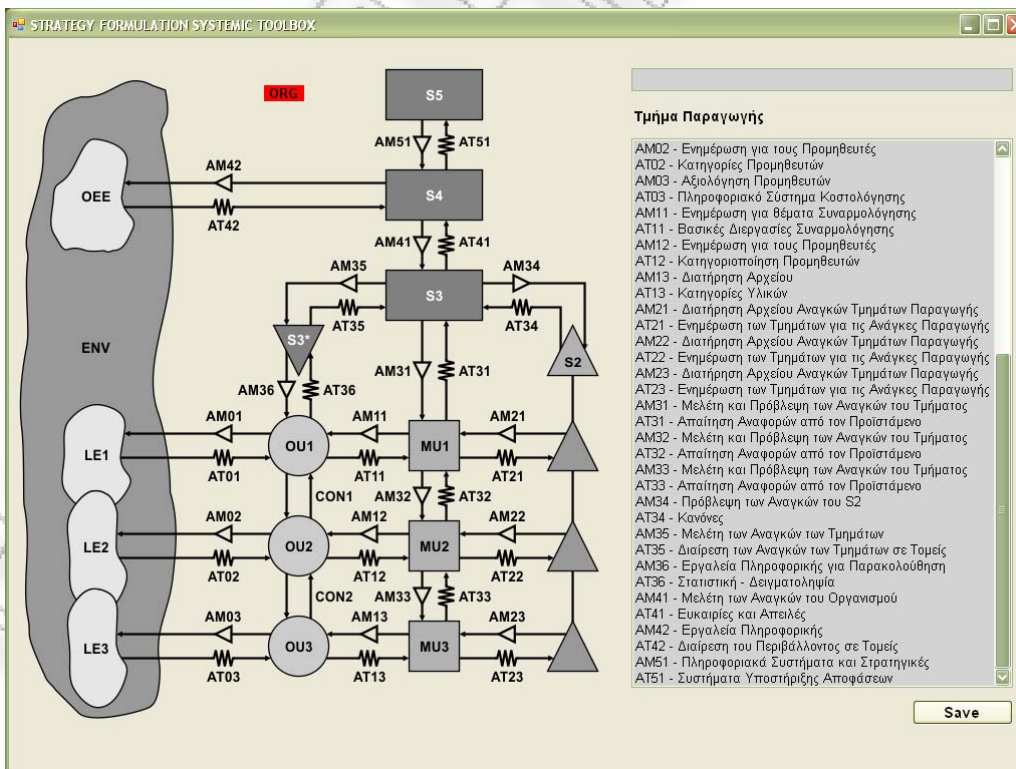 STRATEGY FORMULATION SYSTEMIC TOOLBOX
ORG
S5
AM51
AT51
AM42
OEE
S4
AT42
AM41
AT41
AM35
AM34
S3
AT35
AT34
ENV
S3*
S2
AM36
AT36
AM31
AT31
AM01
AM11
AM21
LE1
OU1
MU1
AT01
AT11
AT21
CON1
AM32
AT32
AM02
AM12
AM22
LE2
OU2
MU2
AT02
AT12
AT22
CON2
AM33
AT33
AM03
AM13
AM23
LE3
OU3
MU3
AT03
AT13
AT23
Τμήμα Παραγωγής
AM02 - Ενημέρωση για τους Προμηθευτές
AT02 - Κατηγορίες Προμηθευτών
AM03 - Αξιολόγηση Προμηθευτών
AT03 - Πληροφοριακό Σύστημα Κοστολόγησης
AM11 - Ενημέρωση για θέματα Συναρμολόγησης
AT11 - Βασικές Διεργασίες Συναρμολόγησης
AM12 - Ενημέρωση για τους Προμηθευτές
AT12 - Κατηγοριοποίηση Προμηθευτών
AM13 - Διατήρηση Αρχείου
AT13 - Κατηγορίες Υλικών
AM21 - Διατήρηση Αρχείου Αναγκών Τμημάτων Παραγωγής
AT21 - Ενημέρωση των Τμημάτων για τις Ανάγκες Παραγωγής
AM22 - Διατήρηση Αρχείου Αναγκών Τμημάτων Παραγωγής
AT22 - Ενημέρωση των Τμημάτων για τις Ανάγκες Παραγωγής
AM23 - Διατήρηση Αρχείου Αναγκών Τμημάτων Παραγωγής
AT23 - Ενημέρωση των Τμημάτων για τις Ανάγκες Παραγωγής
AM31 - Μελέτη και Πρόβλεψη των Αναγκών του Τμήματος
AT31 - Απαίτηση Αναφορών από τον Προϊστάμενο
AM32 - Μελέτη και Πρόβλεψη των Αναγκών του Τμήματος
AT32 - Απαίτηση Αναφορών από τον Προϊστάμενο
AM33 - Μελέτη και Πρόβλεψη των Αναγκών του Τμήματος
AT33 - Απαίτηση Αναφορών από τον Προϊστάμενο
AM34 - Πρόβλεψη των Αναγκών του S2
AT34 - Κανόνες
AM35 - Μελέτη των Αναγκών των Τμημάτων
AT35 - Διαίρεση των Αναγκών των Τμημάτων σε Τομείς
AM36 - Εργαλεία Πληροφορικής για Παρακολούθηση
AT36 - Στατιστική - Δειγματοληψία
AM41 - Μελέτη των Αναγκών του Οργανισμού
AT41 - Ευκαιρίες και Απειλές
AM42 - Εργαλεία Πληροφορικής
AT42 - Διαίρεση του Περιβάλλοντος σε Τομείς
AM51 - Πληροφοριακά Συστήματα και Στρατηγικές
AT51 - Συστήματα Υποστήριξης Αποφάσεων
Save